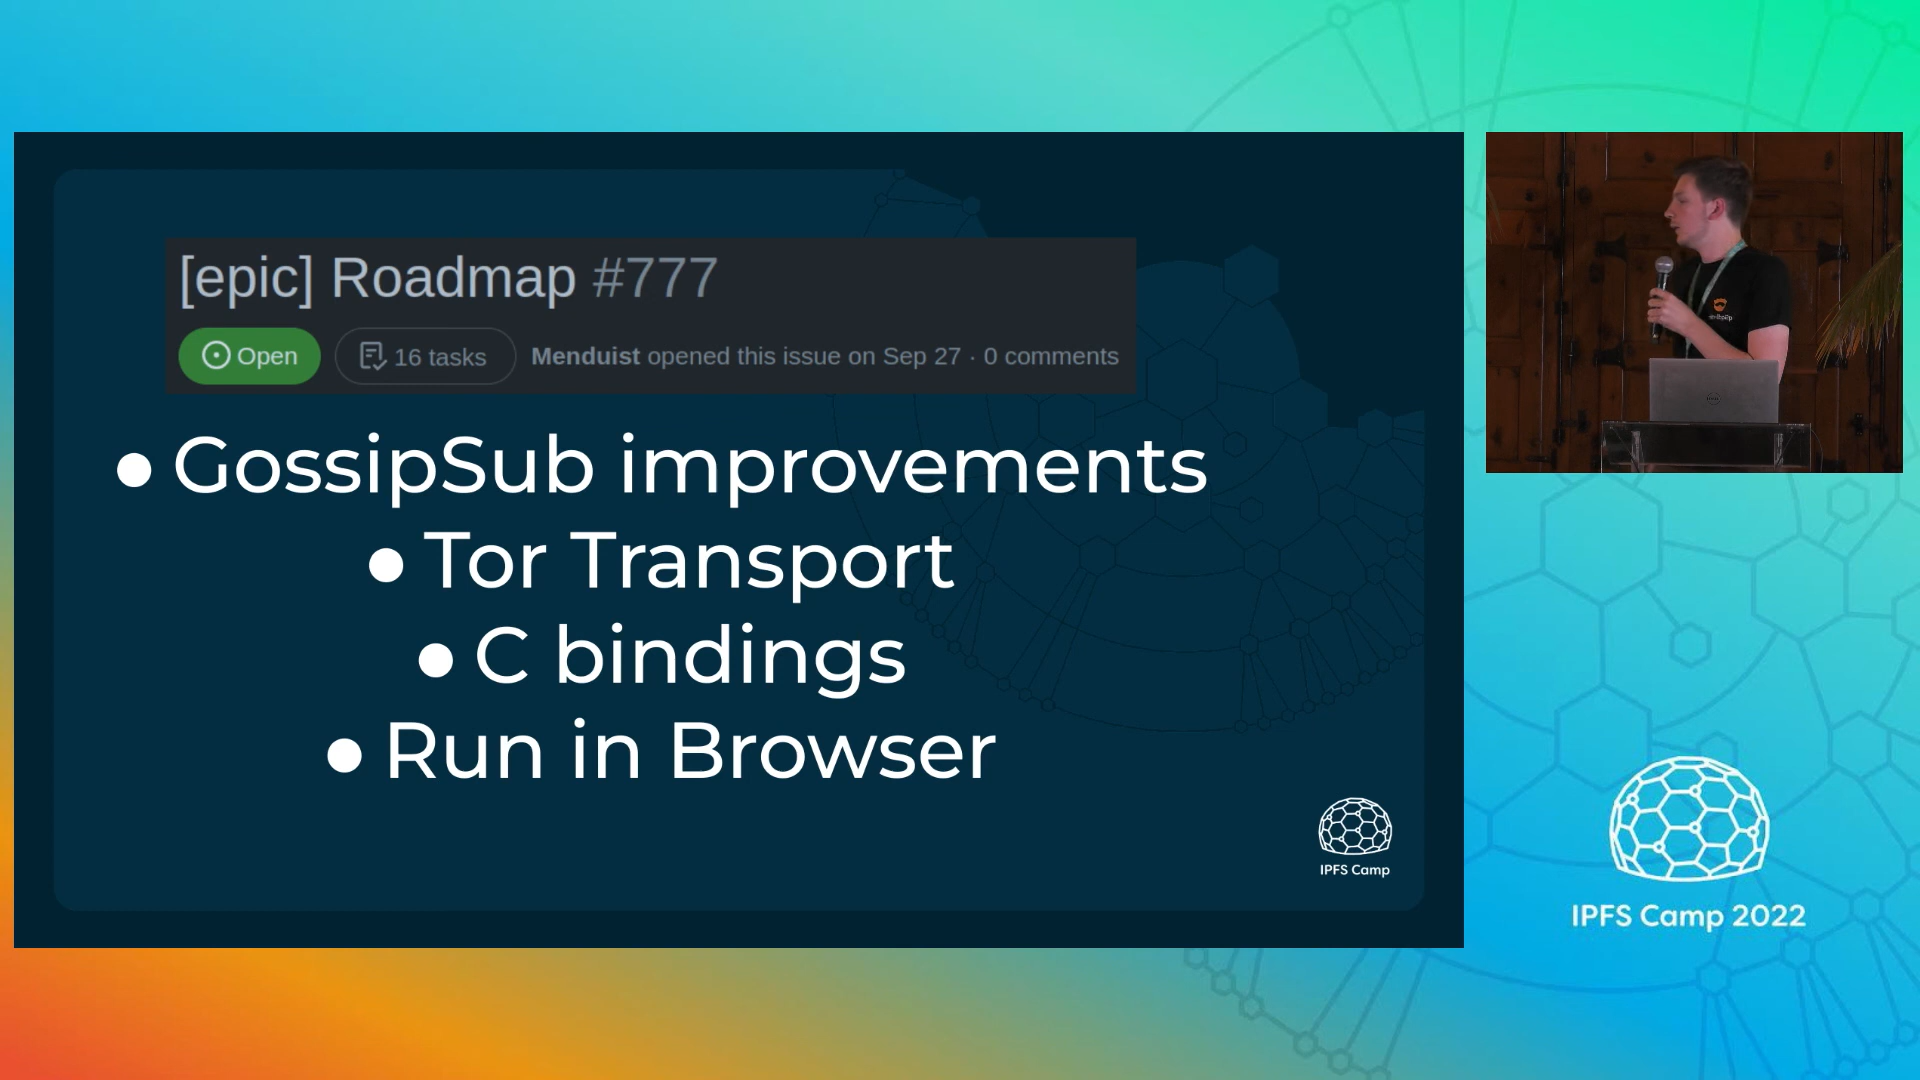 [epic] Roadmap #777
Open
16 tasks
Menduist opened this issue on Sep 27 · 0 comments
● GossipSub improvements
● Tor Transport
● C bindings
● Run in Browser
IPFS Camp
IPFS Camp 2022